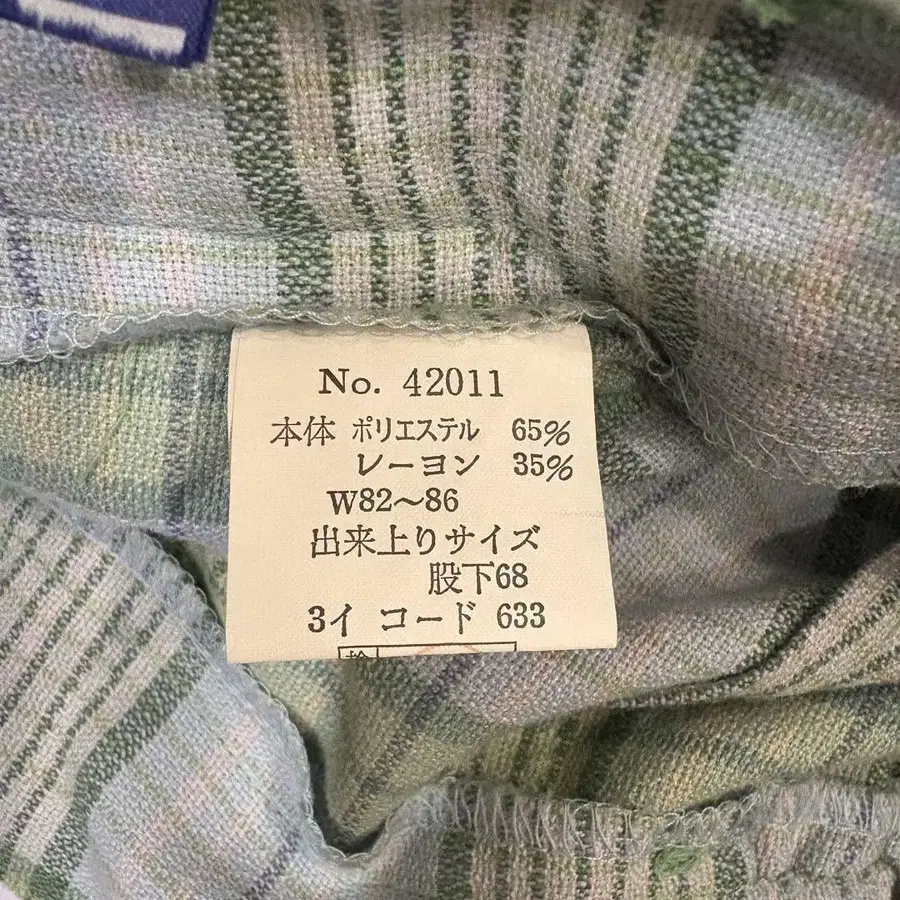 No. 42011
本体 ポリエステル 65%
レーヨン 35%
W82～86
出来上りサイズ
股下68
3イ コード 633